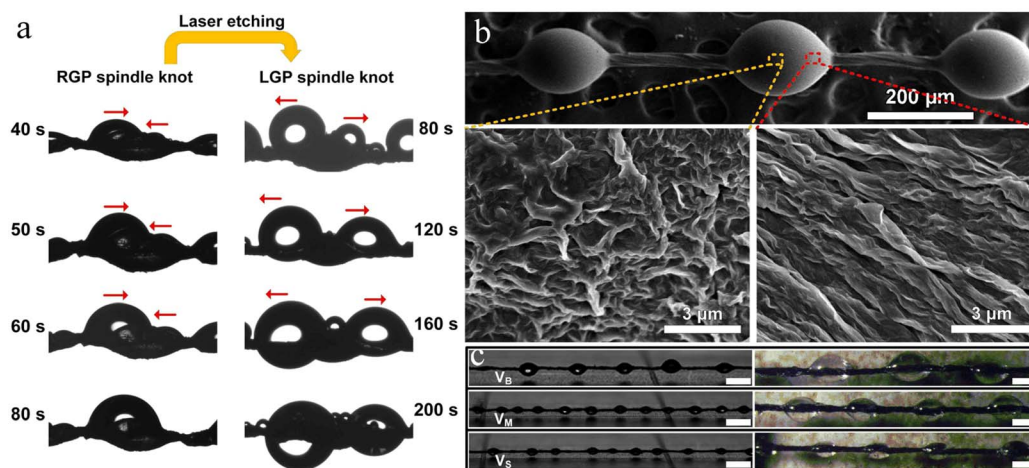 a
Laser etching
RGP spindle knot
LGP spindle knot
40 s
80 s
50 s
120 s
60 s
160 s
80 s
200 s
b
200 µm
3 µm
3 µm
c
V_B
V_M
V_S